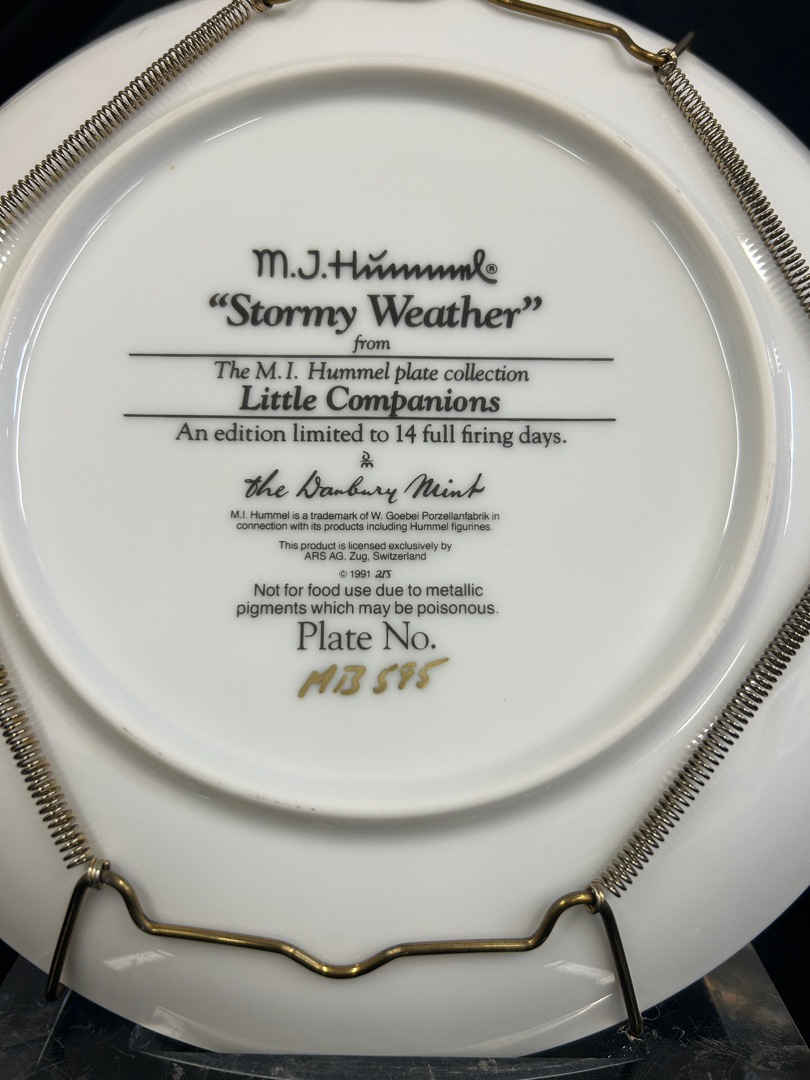 M.J.Hummel®
“Stormy Weather”
from
The M.I. Hummel plate collection
Little Companions
An edition limited to 14 full firing days.
the Danbury Mint
M.I. Hummel is a trademark of W. Goebel Porzellanfabrik in
connection with its products including Hummel figurines.
This product is licensed exclusively by
ARS AG, Zug, Switzerland
© 1991 ars
Not for food use due to metallic
pigments which may be poisonous.
Plate No.
MB 595